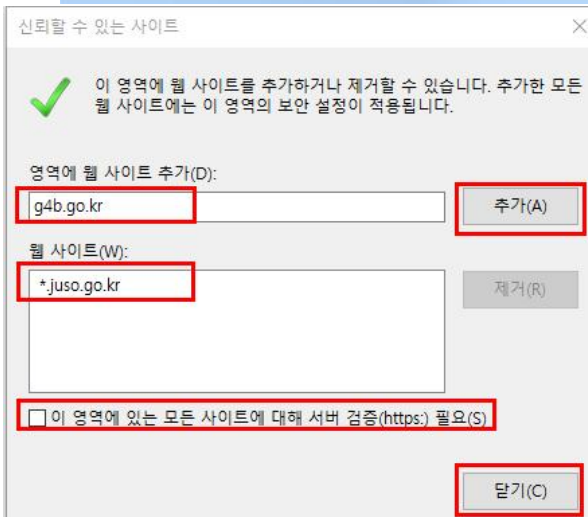 신뢰할 수 있는 사이트
이 영역에 웹 사이트를 추가하거나 제거할 수 있습니다. 추가한 모든
웹 사이트에는 이 영역의 보안 설정이 적용됩니다.
영역에 웹 사이트 추가(D):
g4b.go.kr
추가(A)
웹 사이트(W):
*.juso.go.kr
제거(R)
이 영역에 있는 모든 사이트에 대해 서버 검증(https:) 필요(S)
닫기(C)